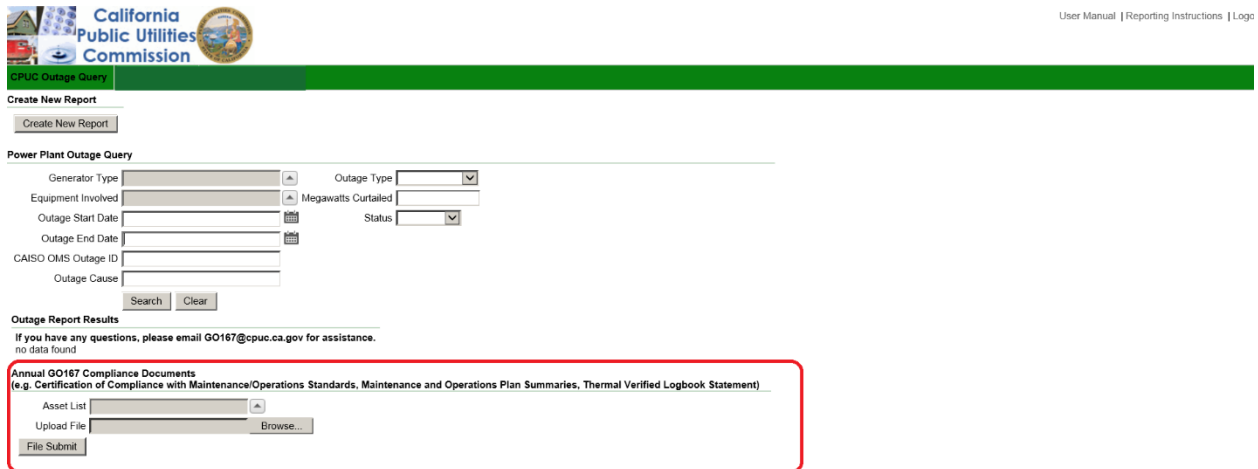 California
Public Utilities
Commission
User Manual | Reporting Instructions | Logo
CPUC Outage Query
Create New Report
Create New Report
Power Plant Outage Query
Generator Type Outage Type
Equipment Involved Megawatts Curtailed
Outage Start Date Status
Outage End Date
CAISO OMS Outage ID
Outage Cause
Search Clear
Outage Report Results
If you have any questions, please email GO167@cpuc.ca.gov for assistance.
no data found
Annual GO167 Compliance Documents
(e.g. Certification of Compliance with Maintenance/Operations Standards, Maintenance and Operations Plan Summaries, Thermal Verified Logbook Statement)
Asset List
Upload File Browse...
File Submit